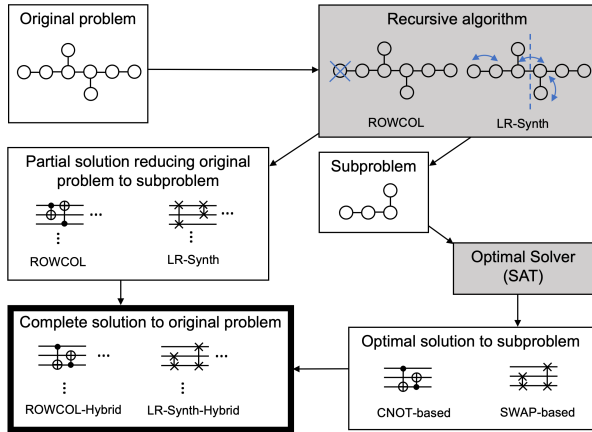 Original problem
Recursive algorithm
ROWCOL
LR-Synth
Partial solution reducing original
problem to subproblem
...
...
⋮
⋮
ROWCOL
LR-Synth
Subproblem
Optimal Solver
(SAT)
Complete solution to original problem
...
...
⋮
⋮
ROWCOL-Hybrid
LR-Synth-Hybrid
Optimal solution to subproblem
CNOT-based
SWAP-based